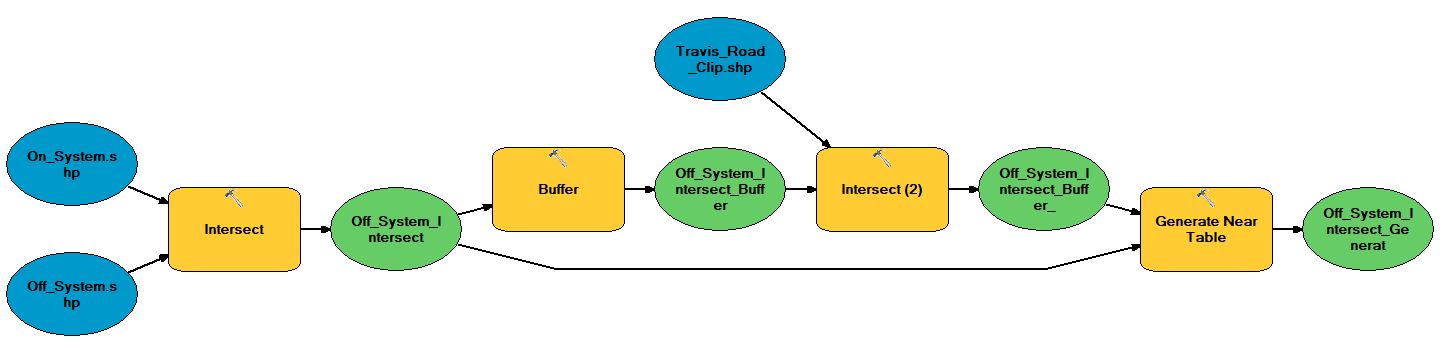 Travis_Road
_Clip.shp
On_System.s
hp
Off_System.s
hp
Intersect
Off_System_I
ntersect
Buffer
Off_System_I
ntersect_Buff
er
Intersect (2)
Off_System_I
ntersect_Buff
er_
Generate Near
Table
Off_System_I
ntersect_Ge
nerat